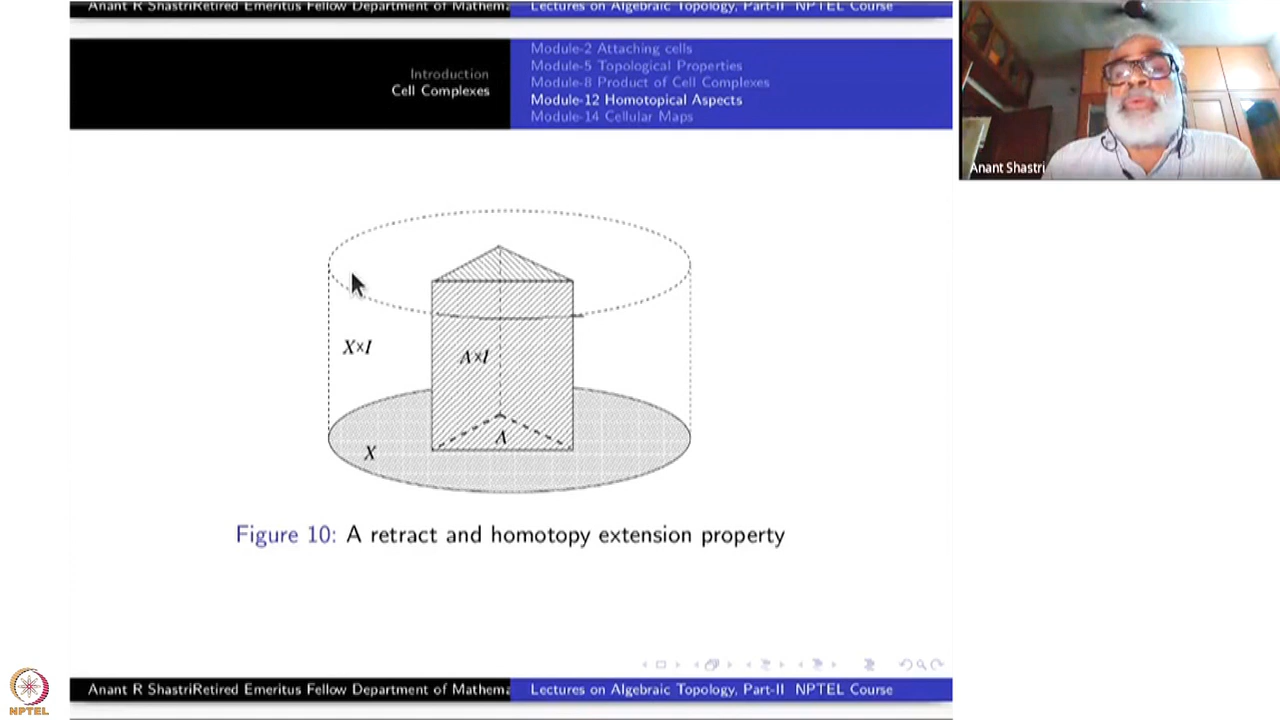 Anant R ShastriRetired Emeritus Fellow Department of Mathema
Lectures on Algebraic Topology, Part-II NPTEL Course
Introduction
Cell Complexes
Module-2 Attaching cells
Module-5 Topological Properties
Module-8 Product of Cell Complexes
Module-12 Homotopical Aspects
Module-14 Cellular Maps
Anant Shastri
X×I
A×I
A
X
Figure 10: A retract and homotopy extension property
Anant R ShastriRetired Emeritus Fellow Department of Mathema
Lectures on Algebraic Topology, Part-II NPTEL Course
NPTEL